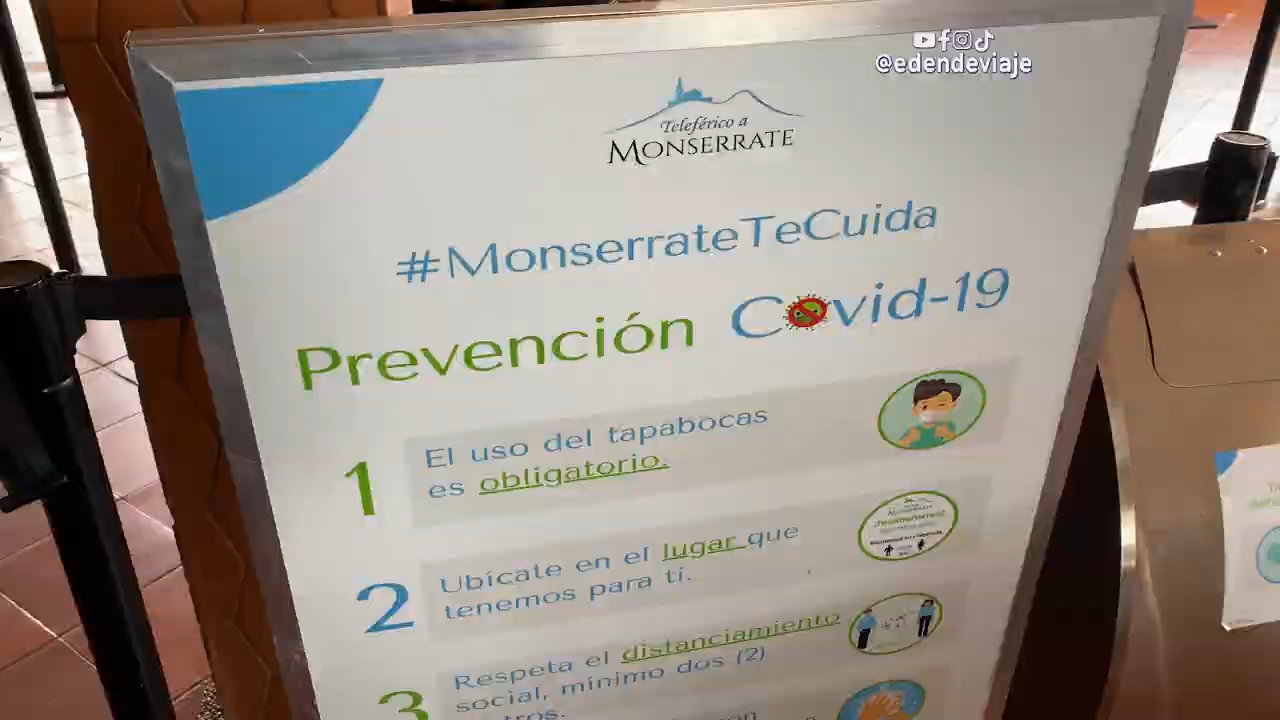 @edendeviaje
Teleférico a
MONSERRATE
#MonserrateTeCuida
Prevención Covid-19
1
El uso del tapabocas
es obligatorio.
2
Ubícate en el lugar que
tenemos para ti.
3
Respeta el distanciamiento
social, mínimo dos (2)